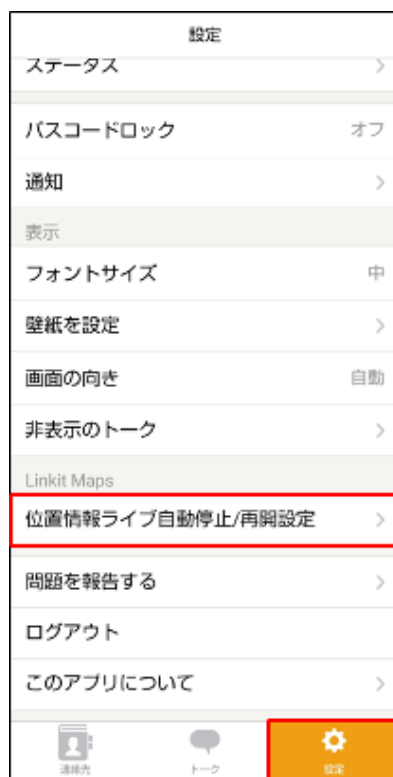 設定
ステータス
パスコードロック オフ
通知
表示
フォントサイズ 中
壁紙を設定
画面の向き 自動
非表示のトーク
Linkit Maps
位置情報ライブ自動停止/再開設定
問題を報告する
ログアウト
このアプリについて
連絡先 トーク 設定